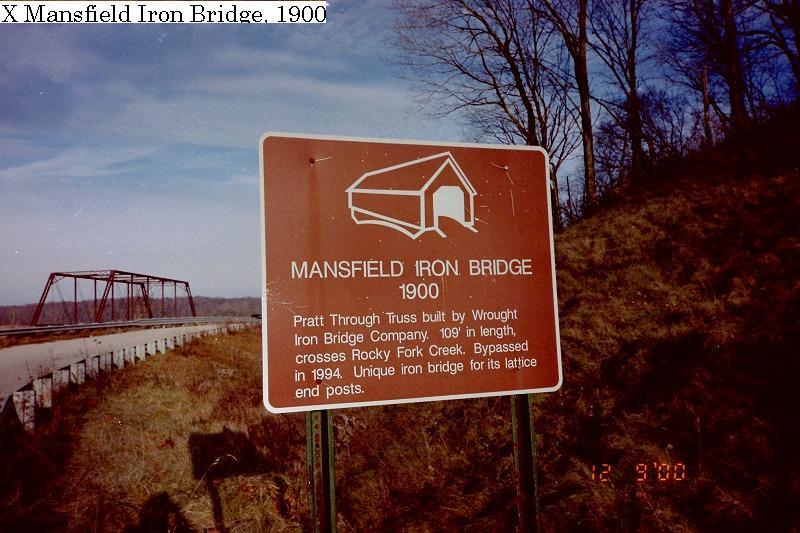 X Mansfield Iron Bridge, 1900
MANSFIELD IRON BRIDGE
1900
Pratt Through Truss built by Wrought
Iron Bridge Company. 109' in length,
crosses Rocky Fork Creek. Bypassed
in 1994. Unique iron bridge for its lattice
end posts.
12 9'00